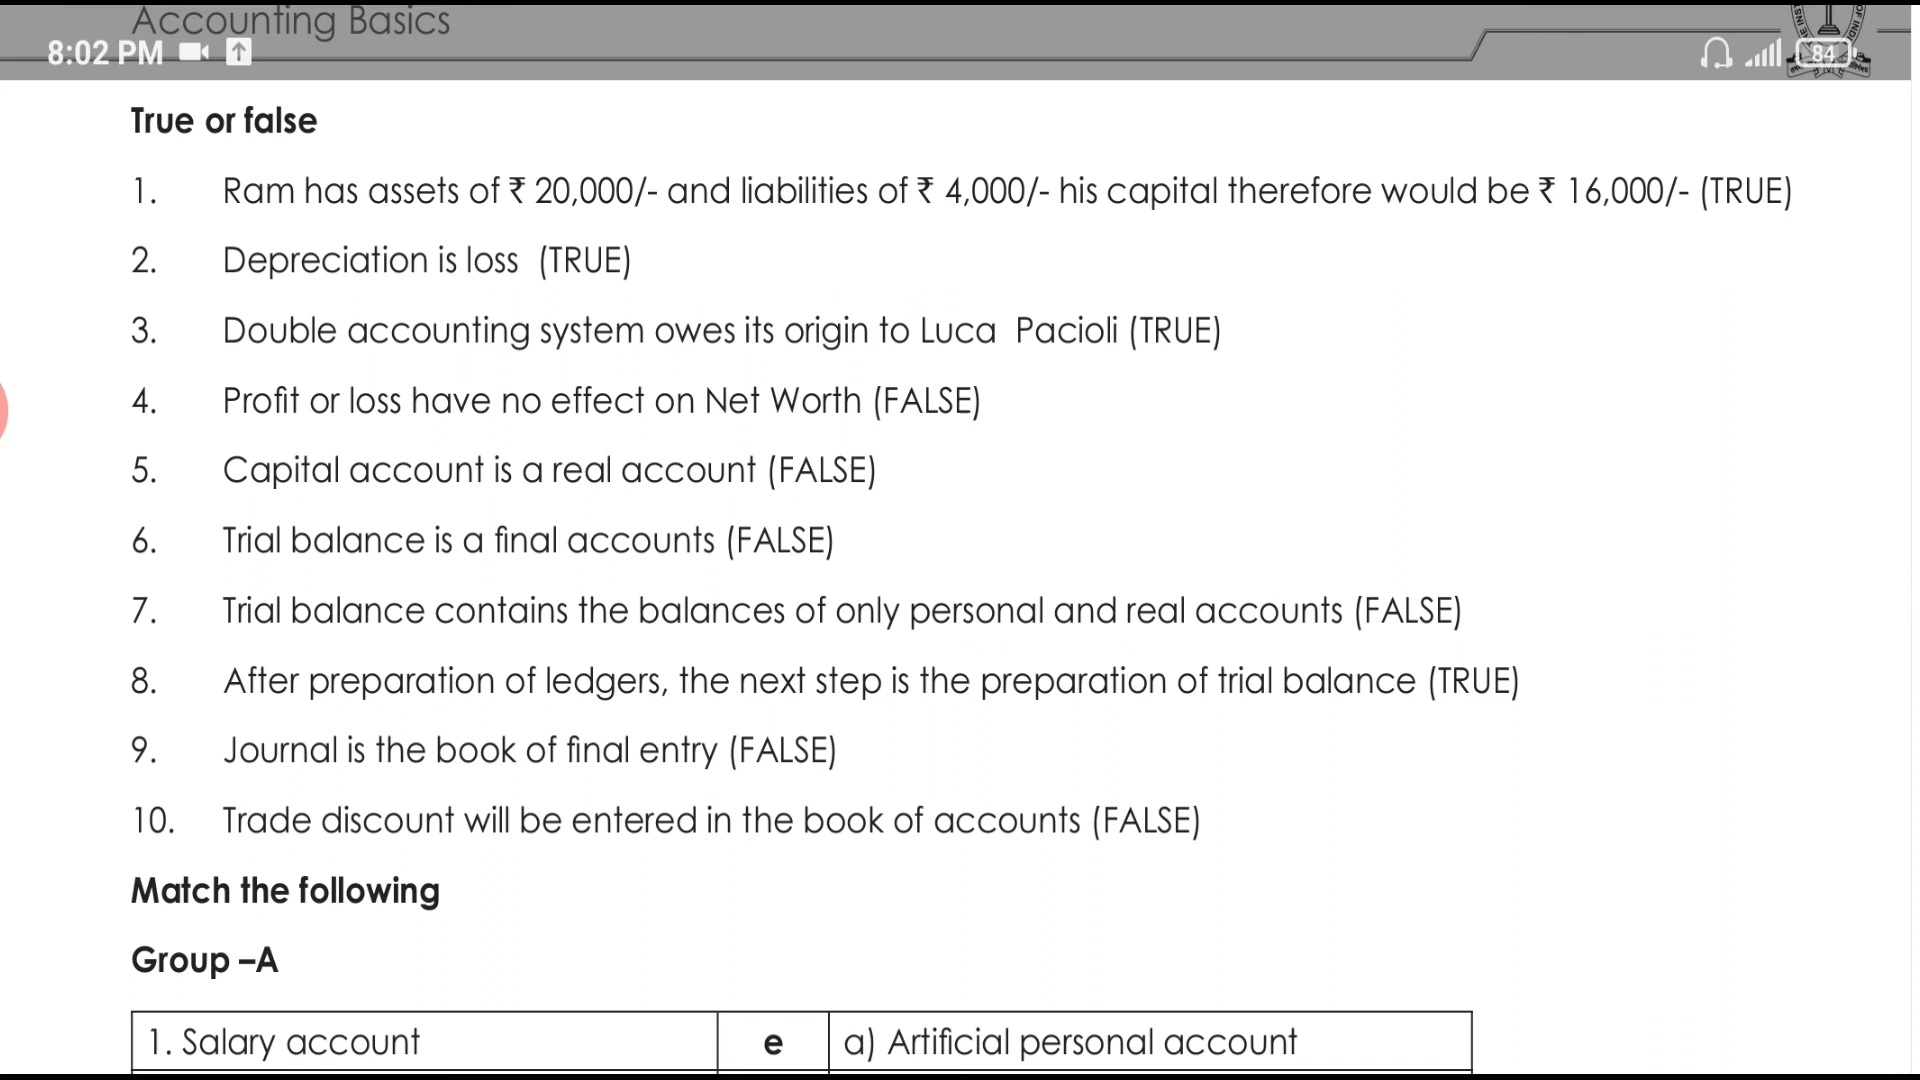 Accounting Basics
8:02 PM
84
True or false
1. Ram has assets of ₹ 20,000/- and liabilities of ₹ 4,000/- his capital therefore would be ₹ 16,000/- (TRUE)
2. Depreciation is loss (TRUE)
3. Double accounting system owes its origin to Luca Pacioli (TRUE)
4. Profit or loss have no effect on Net Worth (FALSE)
5. Capital account is a real account (FALSE)
6. Trial balance is a final accounts (FALSE)
7. Trial balance contains the balances of only personal and real accounts (FALSE)
8. After preparation of ledgers, the next step is the preparation of trial balance (TRUE)
9. Journal is the book of final entry (FALSE)
10. Trade discount will be entered in the book of accounts (FALSE)
Match the following
Group –A
1. Salary account e a) Artificial personal account